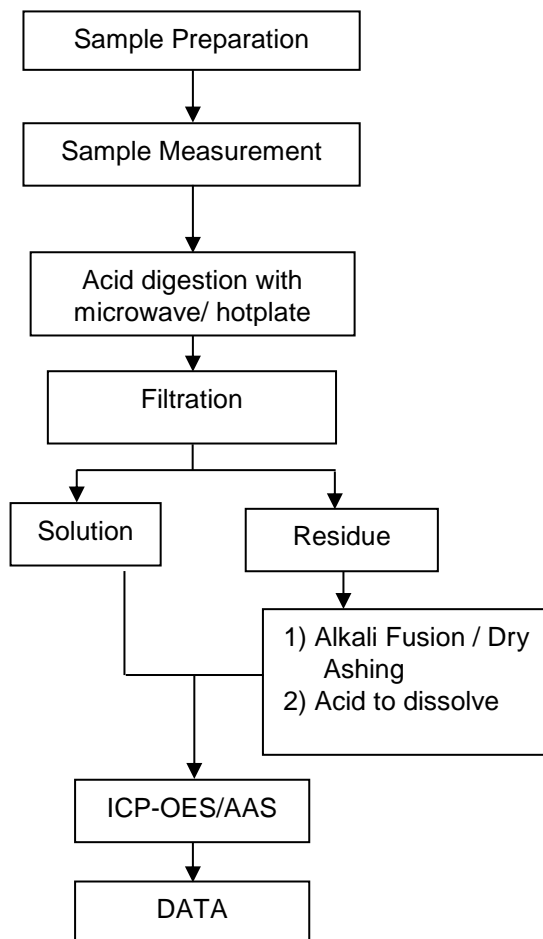 Sample Preparation
Sample Measurement
Acid digestion with
microwave/ hotplate
Filtration
Solution
Residue
1) Alkali Fusion / Dry
Ashing
2) Acid to dissolve
ICP-OES/AAS
DATA